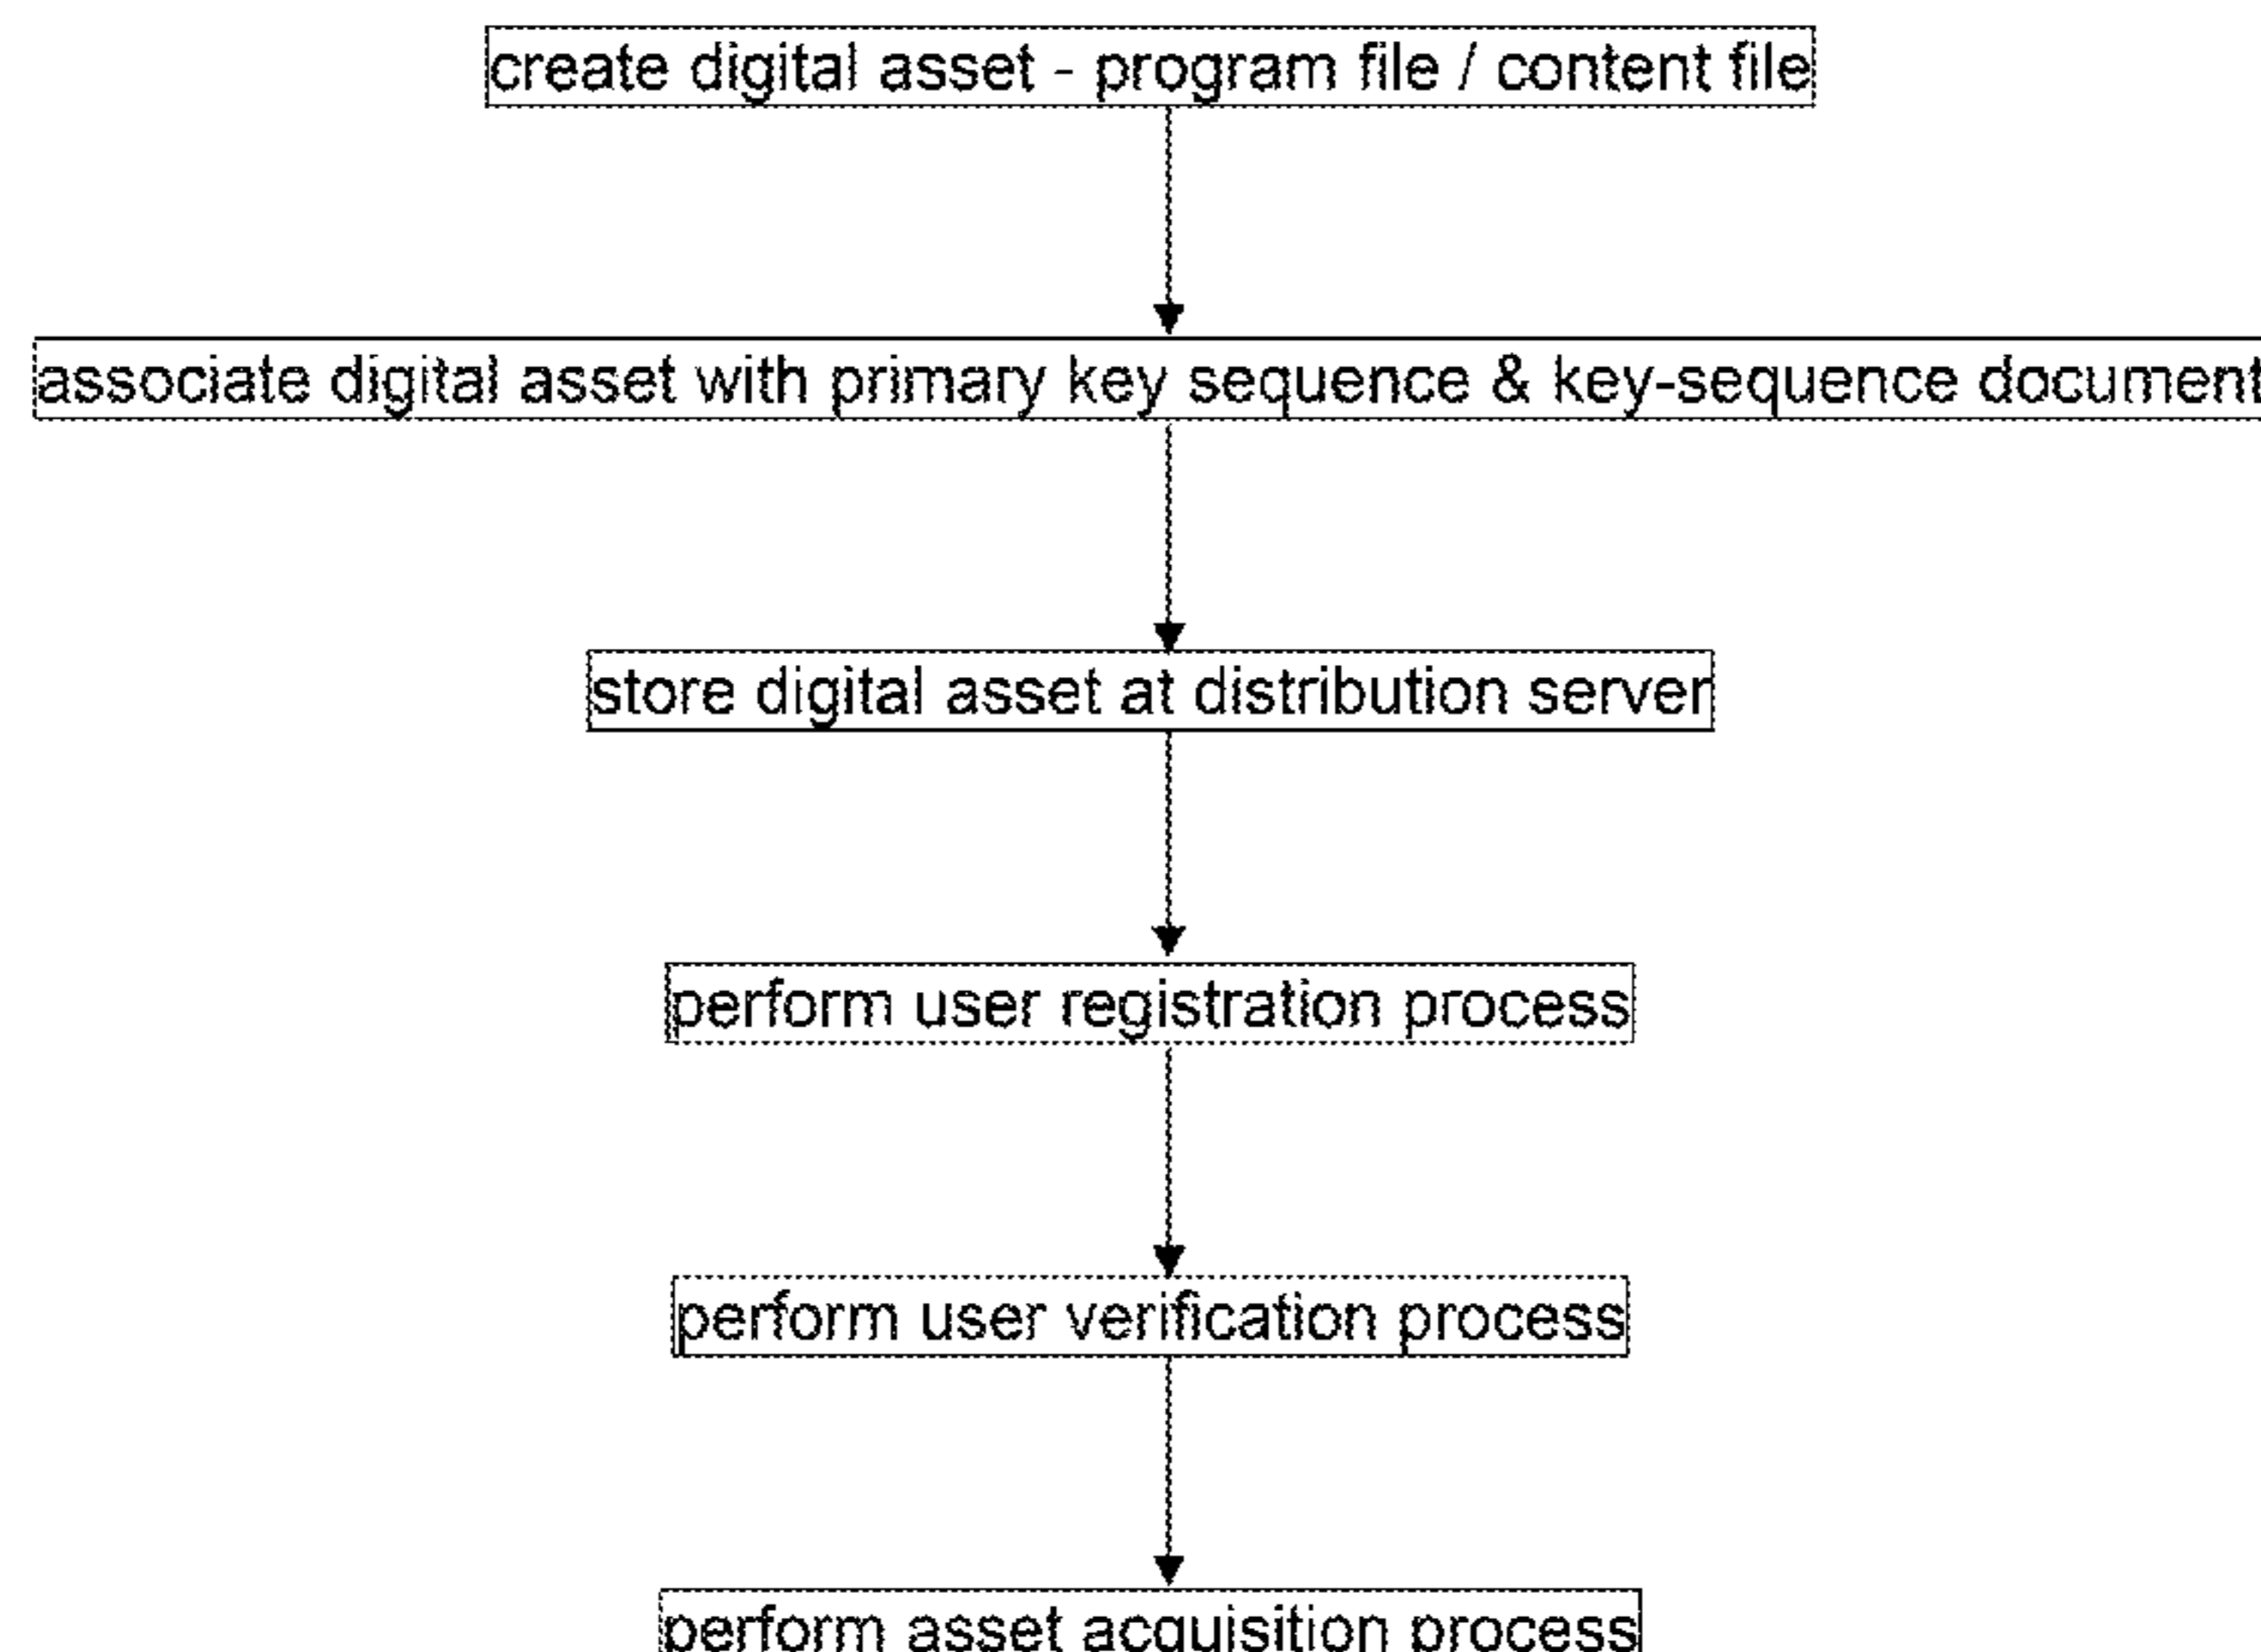 create digital asset - program file / content file
associate digital asset with primary key sequence & key-sequence document
store digital asset at distribution server
perform user registration process
perform user verification process
perform asset acquisition process